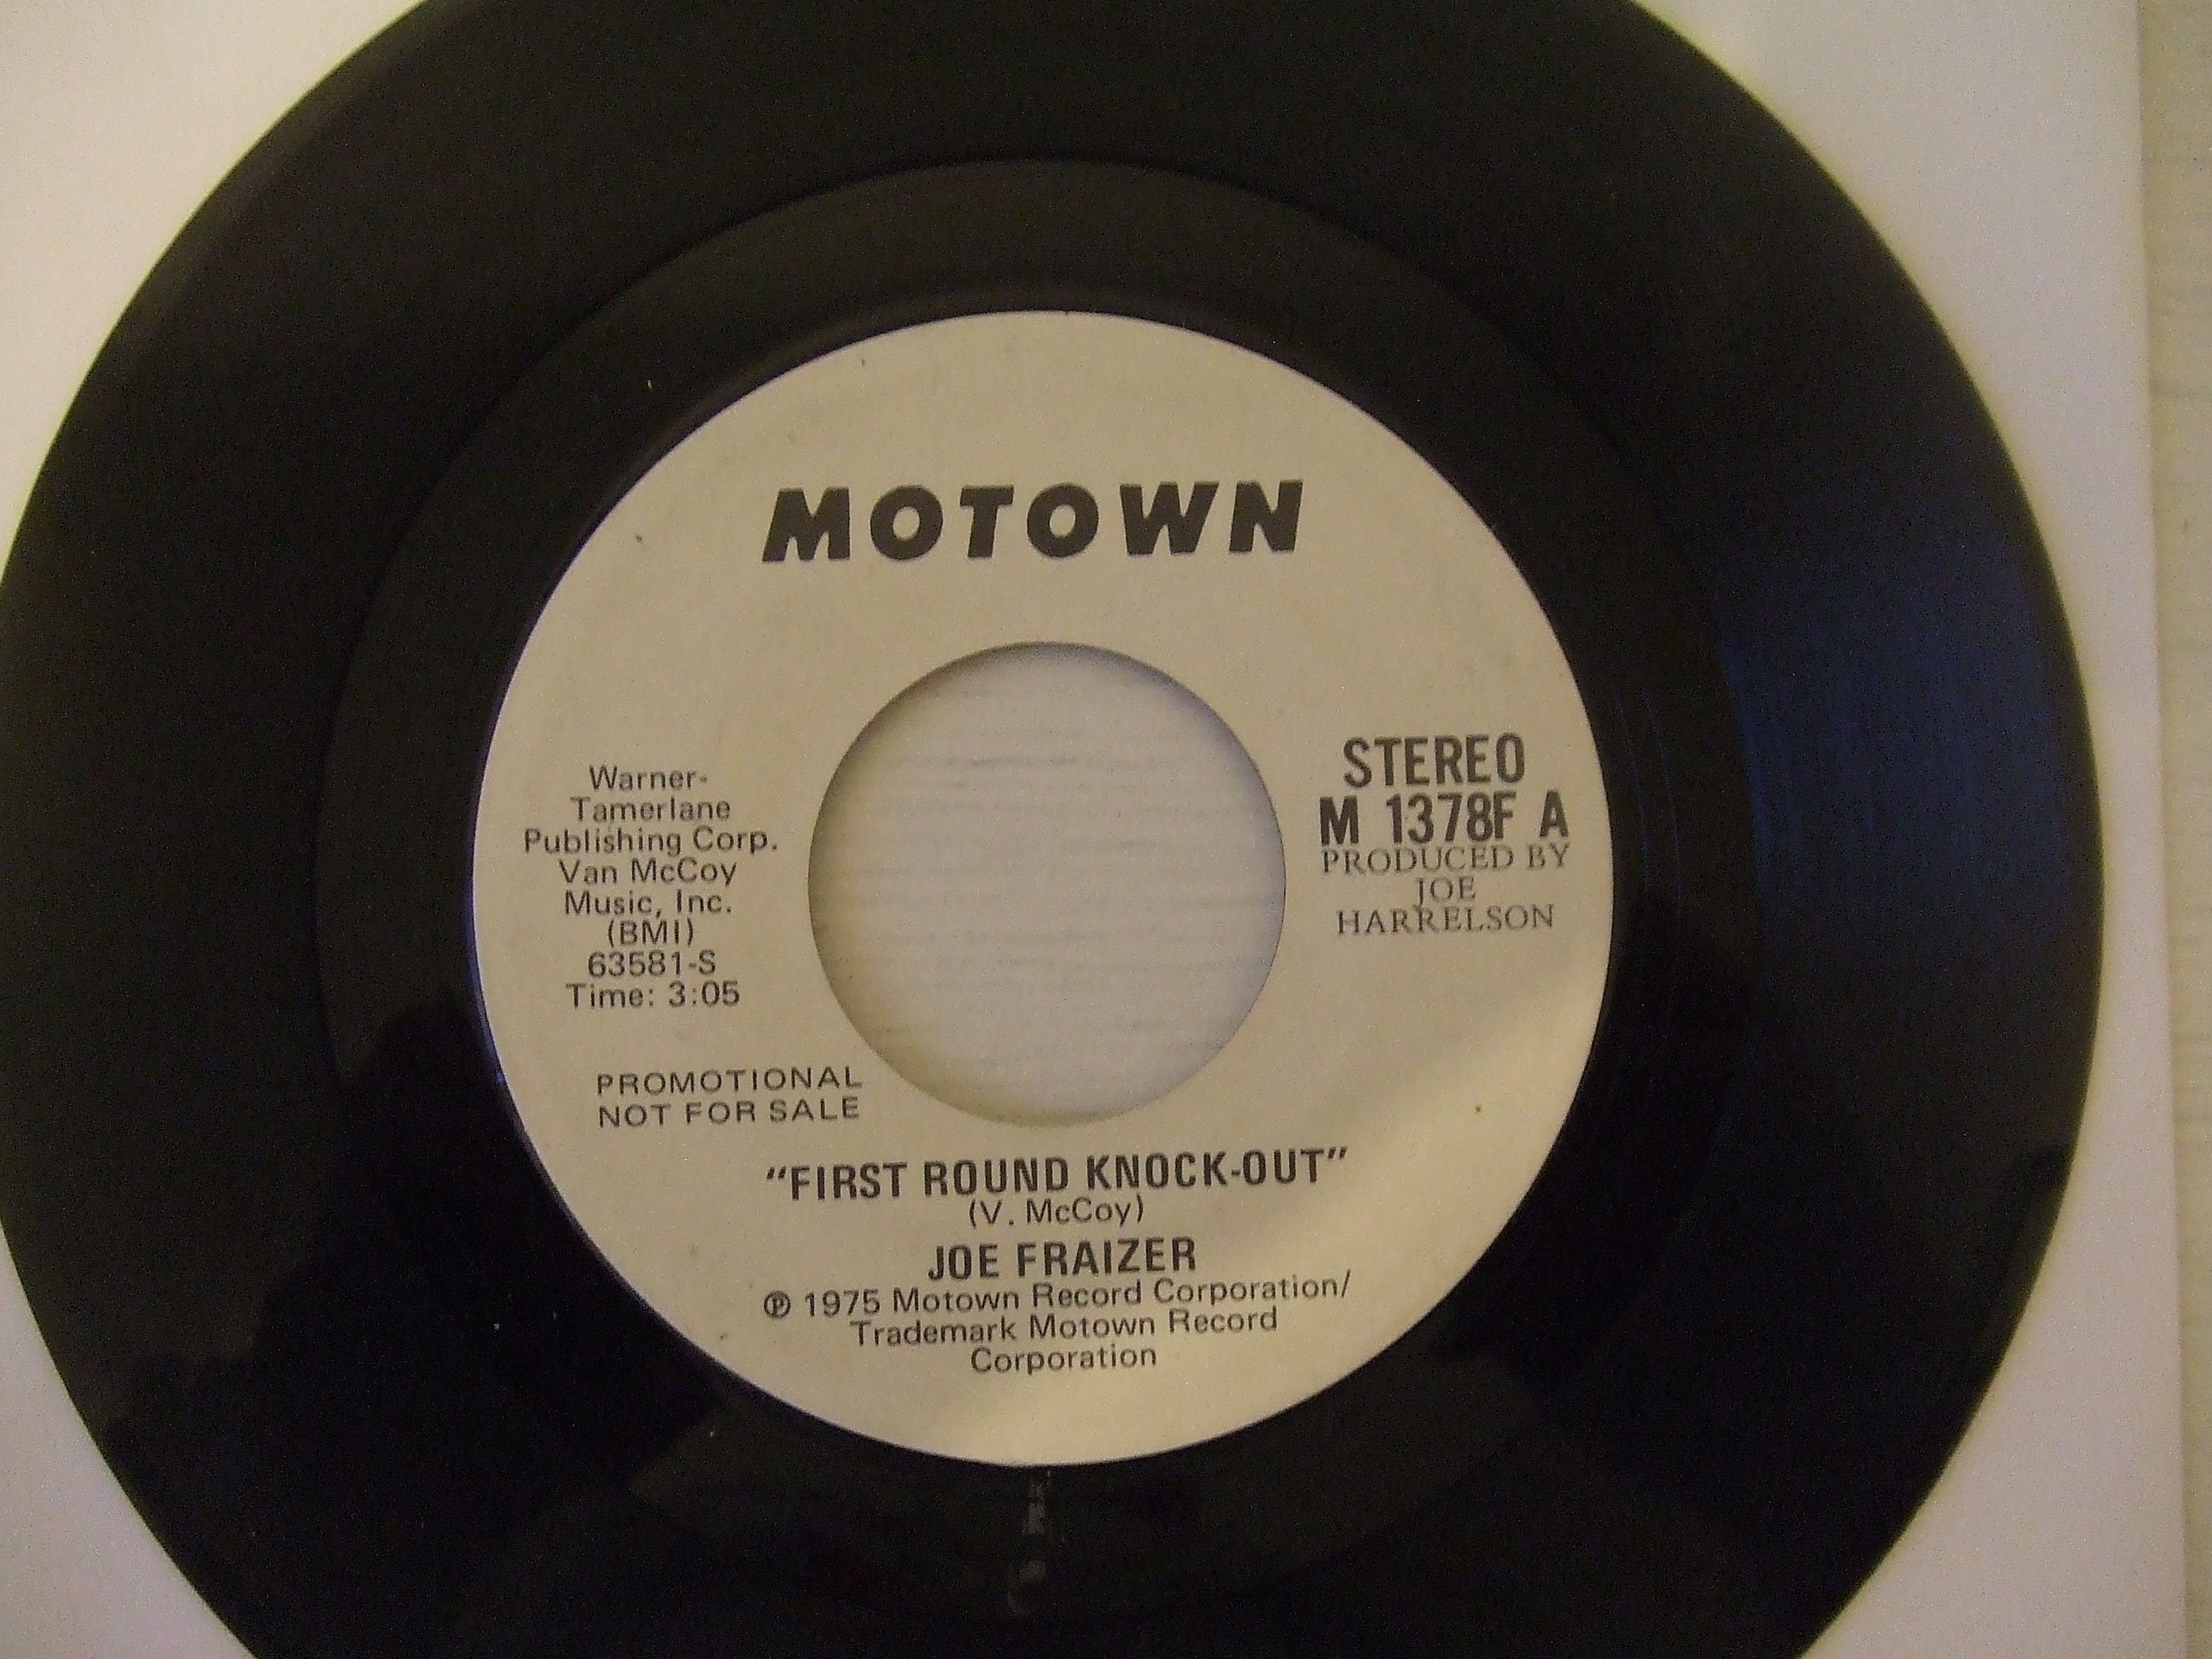 MOTOWN
Warner-
Tamerlane
Publishing Corp.
Van McCoy
Music, Inc.
(BMI)
63581-S
Time: 3:05
STEREO
M 1378F A
PRODUCED BY
JOE
HARRELSON
PROMOTIONAL
NOT FOR SALE
"FIRST ROUND KNOCK-OUT"
(V. McCoy)
JOE FRAIZER
℗ 1975 Motown Record Corporation/
Trademark Motown Record
Corporation